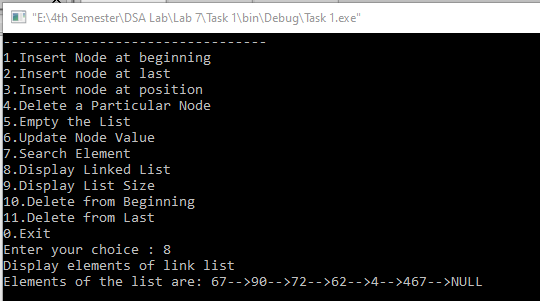 "E:\4th Semester\DSA Lab\Lab 7\Task 1\bin\Debug\Task 1.exe"
---------------------------------
1.Insert Node at beginning
2.Insert node at last
3.Insert node at position
4.Delete a Particular Node
5.Empty the List
6.Update Node Value
7.Search Element
8.Display Linked List
9.Display List Size
10.Delete from Beginning
11.Delete from Last
0.Exit
Enter your choice : 8
Display elements of link list
Elements of the list are: 67-->90-->72-->62-->4-->467-->NULL